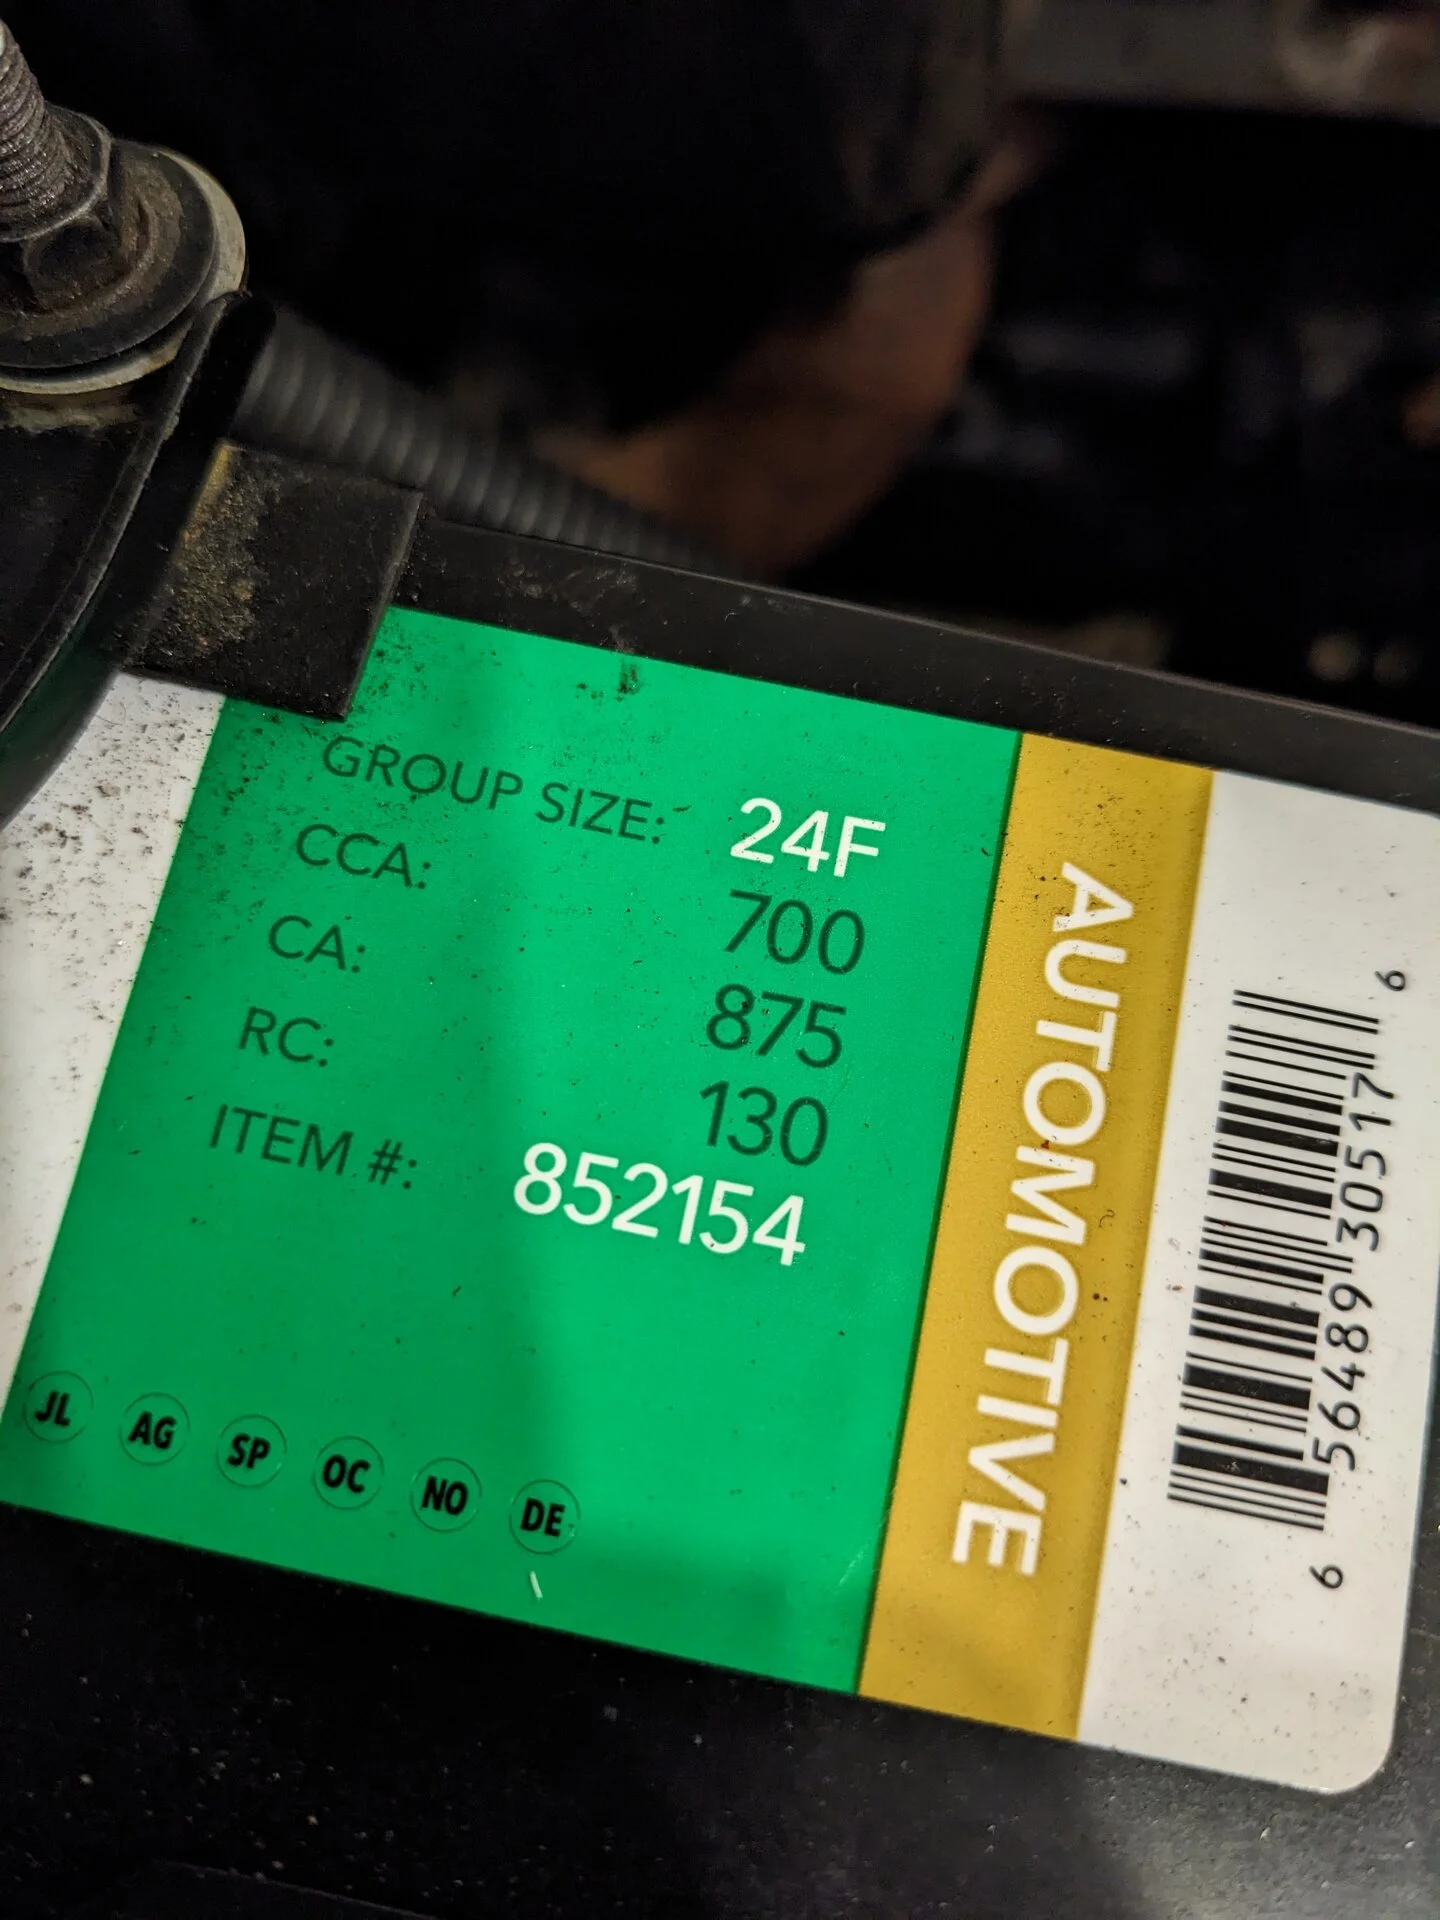 GROUP SIZE: 24F
CCA: 700
CA: 875
RC: 130
ITEM #: 852154
JL AG SP OC NO DE
AUTOMOTIVE
6 56489 30517 6